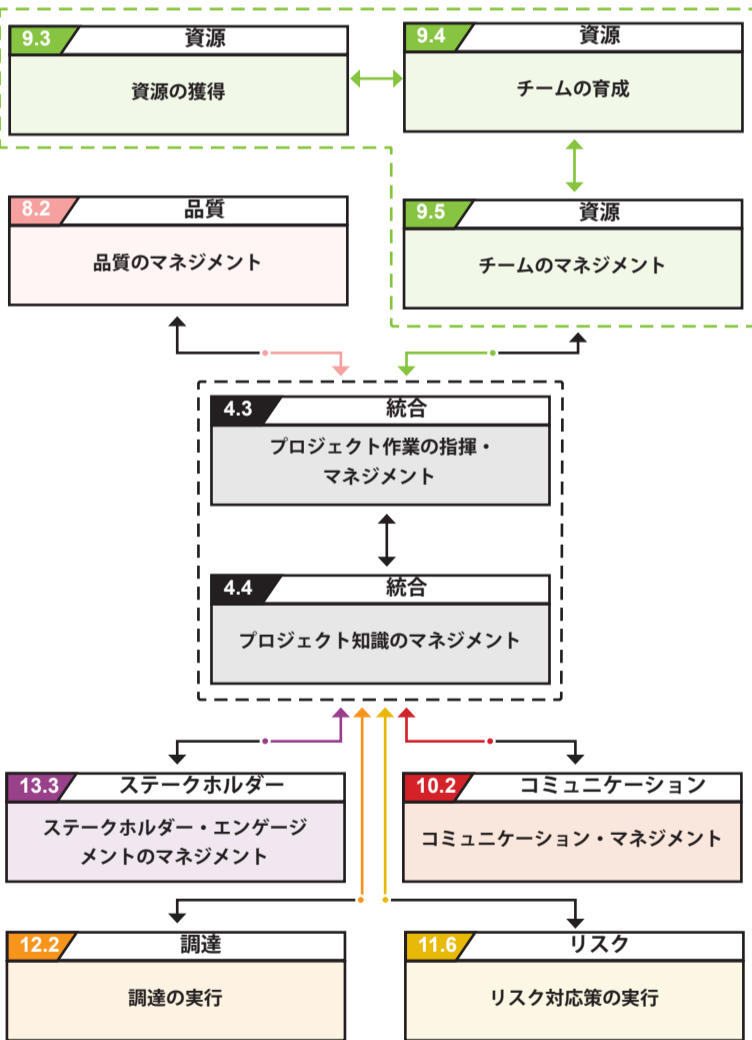 9.3 資源
資源の獲得
9.4 資源
チームの育成
8.2 品質
品質のマネジメント
9.5 資源
チームのマネジメント
4.3 統合
プロジェクト作業の指揮・
マネジメント
4.4 統合
プロジェクト知識のマネジメント
13.3 ステークホルダー
ステークホルダー・エンゲージ
メントのマネジメント
10.2 コミュニケーション
コミュニケーション・マネジメント
12.2 調達
調達の実行
11.6 リスク
リスク対応策の実行